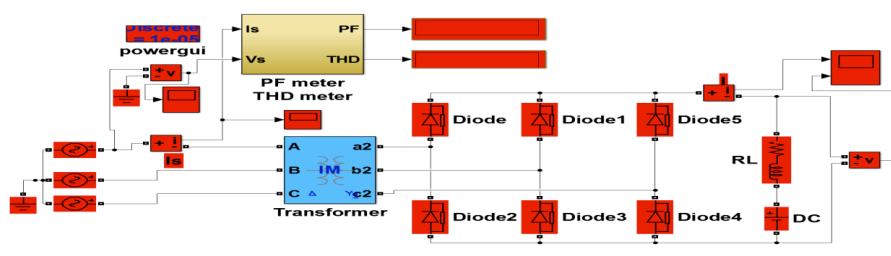 Discrete,
= 1e-05
powergui
Is
PF
Vs
THD
PF meter
THD meter
+
- v
+ i
-
Is
A
a2
B
IM
b2
C
Δ
Y
c2
Transformer
Diode
Diode1
Diode5
Diode2
Diode3
Diode4
I
+ i
-
RL
DC
+
- v